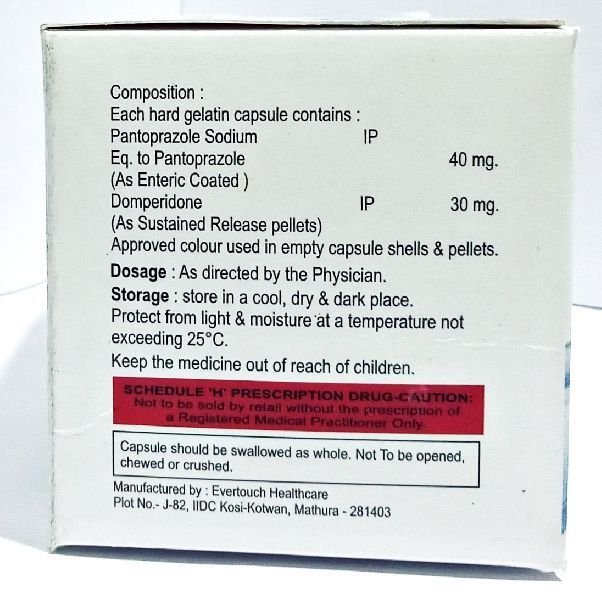 Composition :
Each hard gelatin capsule contains :
Pantoprazole Sodium IP
Eq. to Pantoprazole 40 mg.
(As Enteric Coated )
Domperidone IP 30 mg.
(As Sustained Release pellets)
Approved colour used in empty capsule shells & pellets.
Dosage : As directed by the Physician.
Storage : store in a cool, dry & dark place.
Protect from light & moisture at a temperature not
exceeding 25°C.
Keep the medicine out of reach of children.
SCHEDULE 'H' PRESCRIPTION DRUG-CAUTION:
Not to be sold by retail without the prescription of
a Registered Medical Practitioner Only.
Capsule should be swallowed as whole. Not To be opened,
chewed or crushed.
Manufactured by : Evertouch Healthcare
Plot No.- J-82, IIDC Kosi-Kotwan, Mathura - 281403